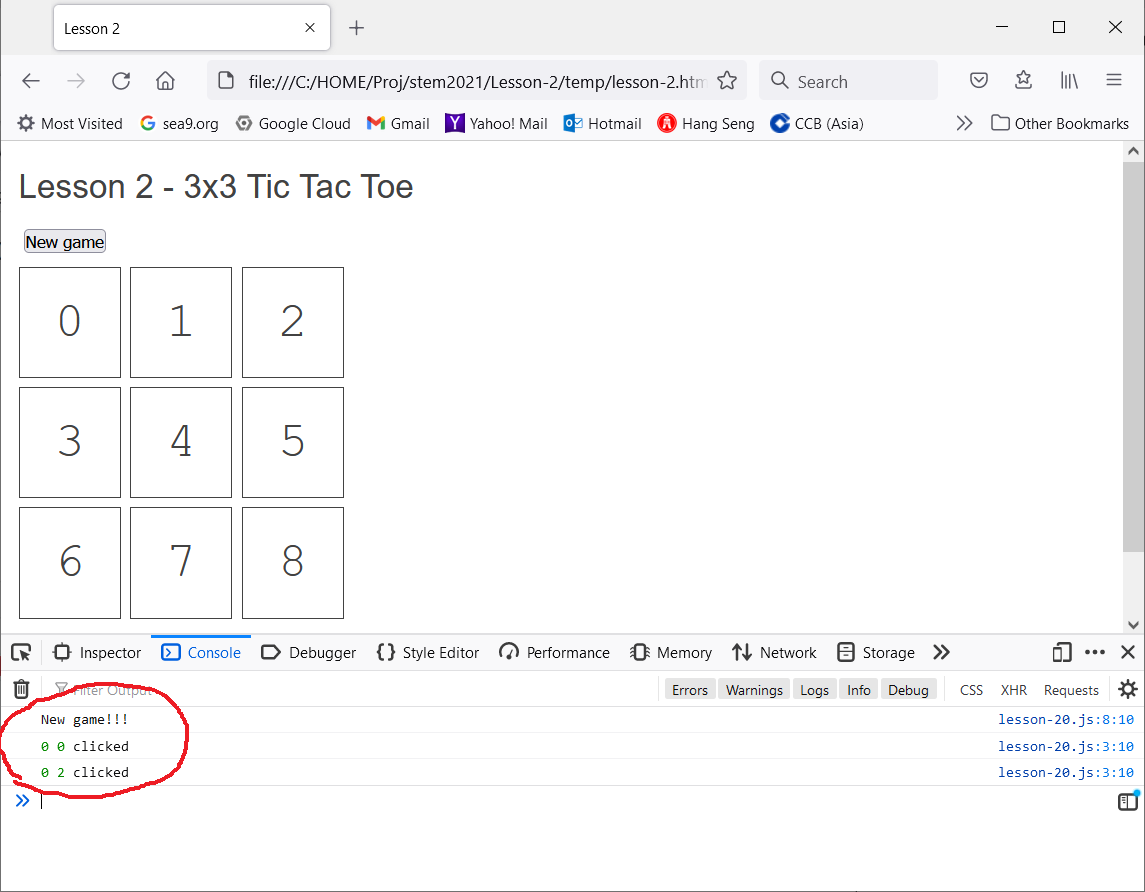 Lesson 2
file:///C:/HOME/Proj/stem2021/Lesson-2/temp/lesson-2.htm
Search
Most Visited sea9.org Google Cloud Gmail Yahoo! Mail Hotmail Hang Seng CCB (Asia) Other Bookmarks
Lesson 2 - 3x3 Tic Tac Toe
New game
0 1 2
3 4 5
6 7 8
Inspector Console Debugger Style Editor Performance Memory Network Storage
Filter Output Errors Warnings Logs Info Debug CSS XHR Requests
New game!!! lesson-20.js:8:10
0 0 clicked lesson-20.js:3:10
0 2 clicked lesson-20.js:3:10